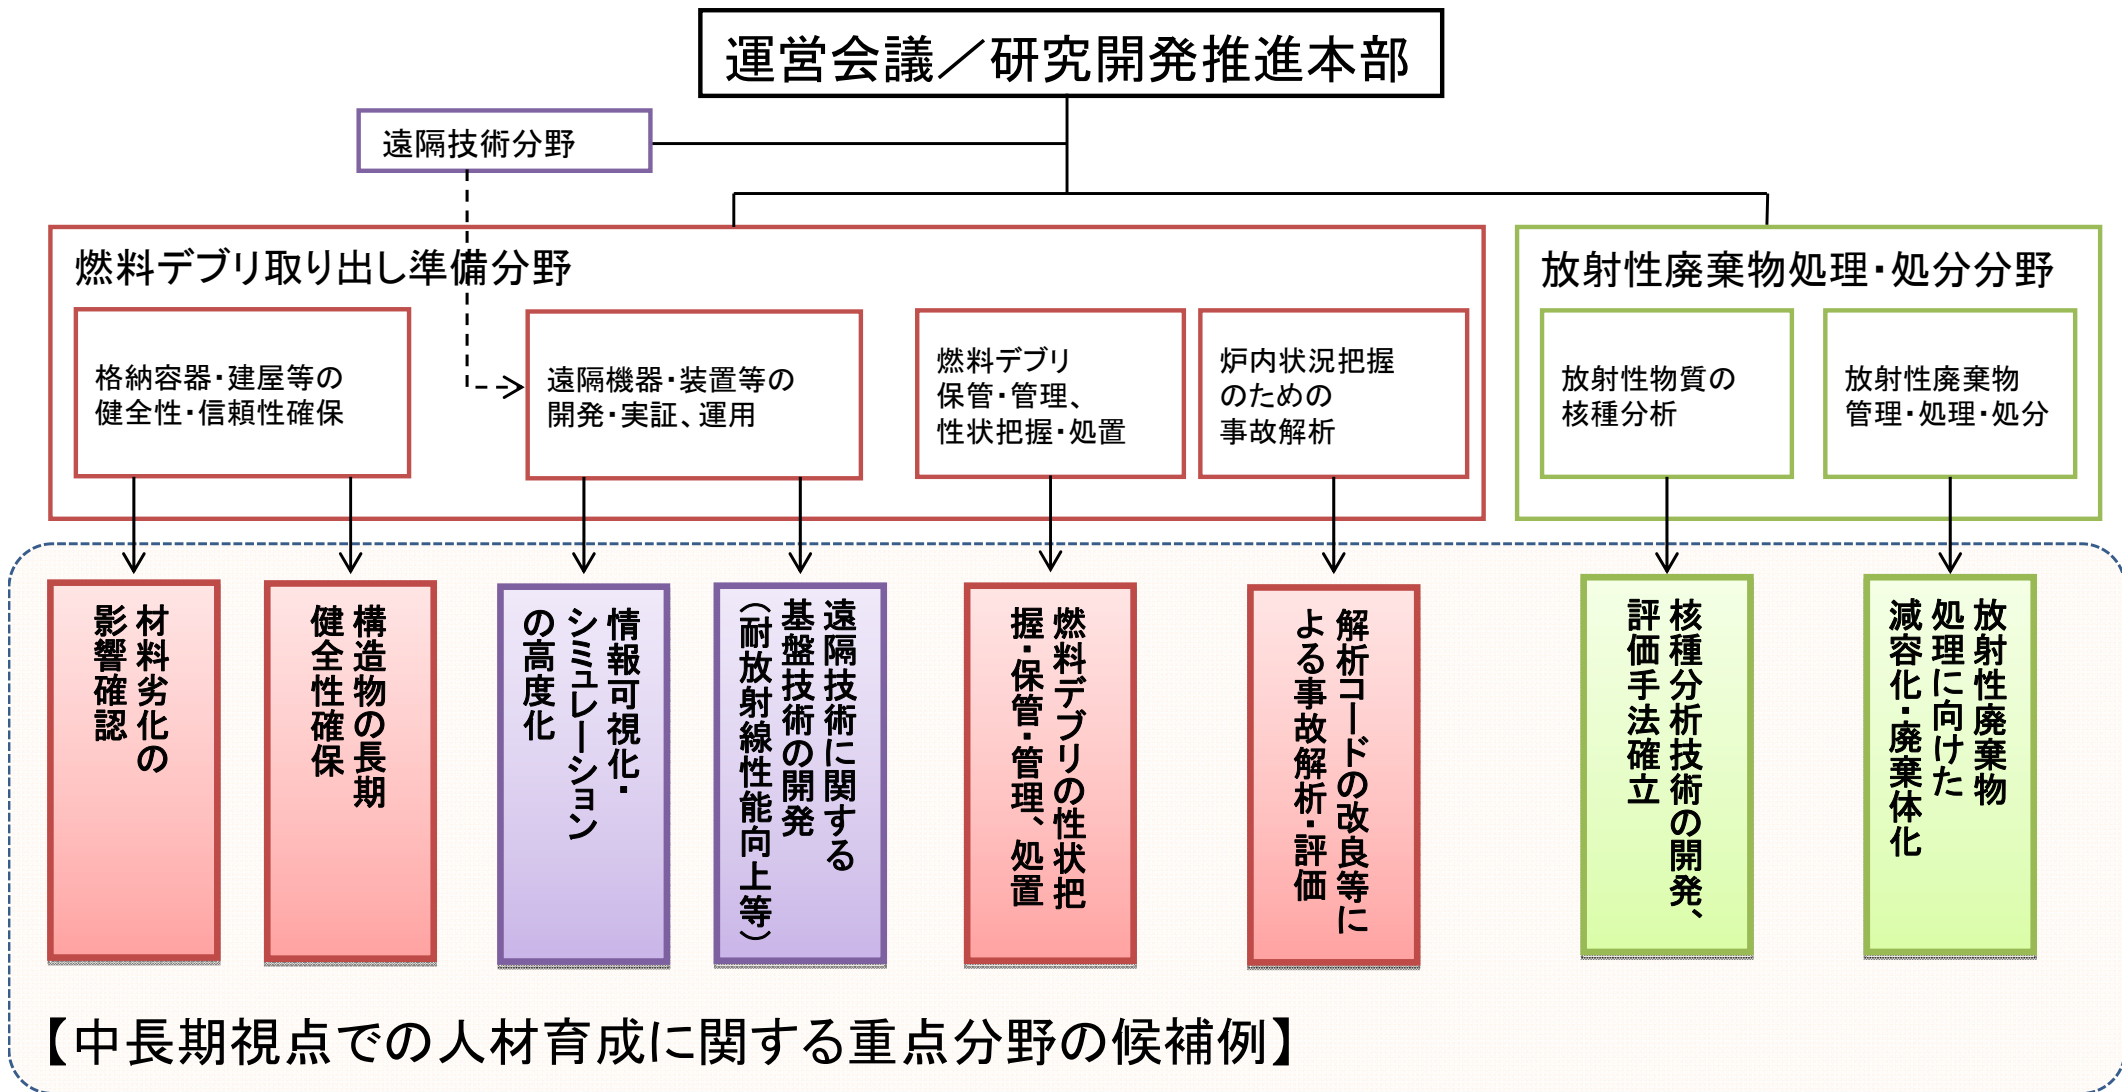 運営会議／研究開発推進本部
遠隔技術分野
燃料デブリ取り出し準備分野
放射性廃棄物処理・処分分野
格納容器・建屋等の
健全性・信頼性確保
遠隔機器・装置等の
開発・実証、運用
燃料デブリ
保管・管理、
性状把握・処置
炉内状況把握
のための
事故解析
放射性物質の
核種分析
放射性廃棄物
管理・処理・処分
材料劣化の
影響確認
構造物の長期
健全性確保
情報可視化・
シミュレーション
の高度化
遠隔技術に関する
基盤技術の開発
（耐放射線性能向上等）
燃料デブリの性状把
握・保管・管理、処置
解析コードの改良等に
よる事故解析・評価
核種分析技術の開発、
評価手法確立
放射性廃棄物
処理に向けた
減容化・廃棄体化
【中長期視点での人材育成に関する重点分野の候補例】